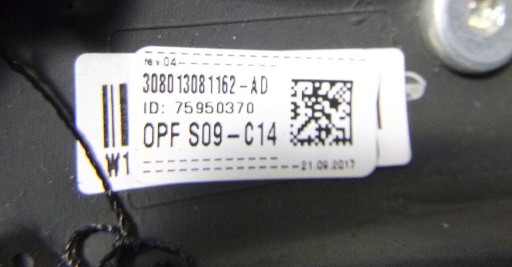 rev.04
308013081162-AD
ID: 75950370
OPF S09-C14
W1
21.09.2017